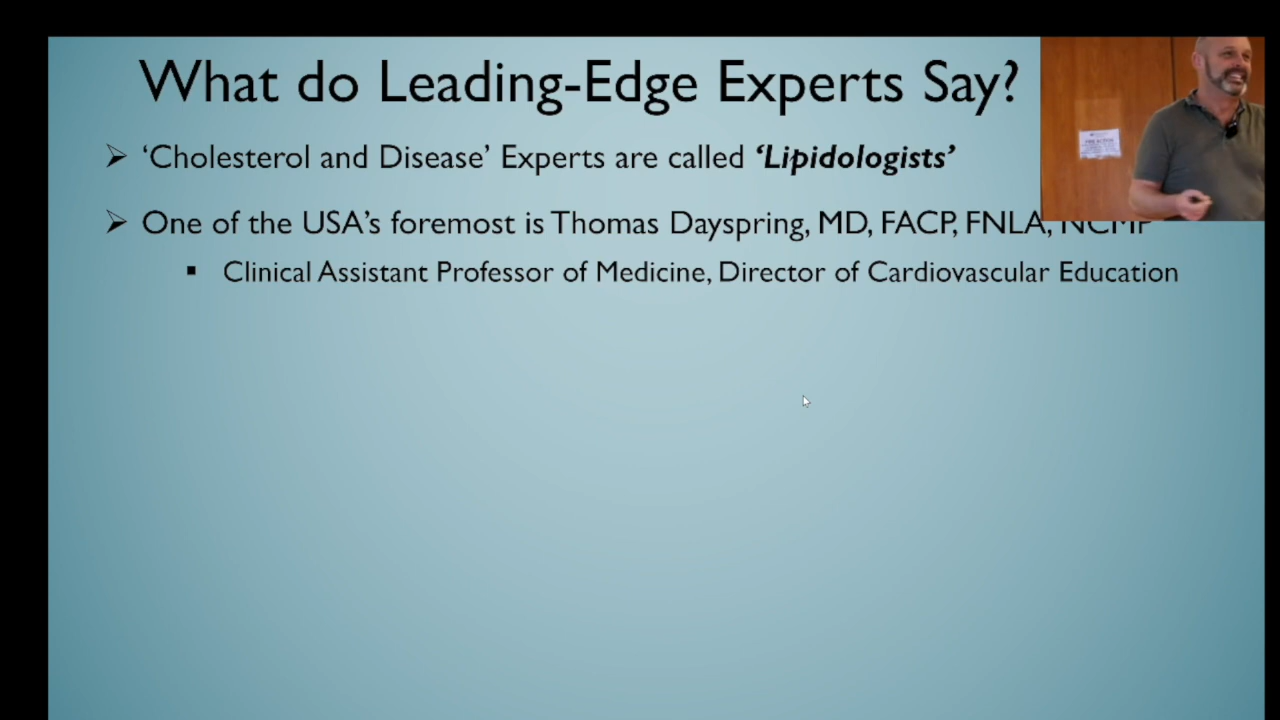 What do Leading-Edge Experts Say?
‘Cholesterol and Disease’ Experts are called ‘Lipidologists’
One of the USA’s foremost is Thomas Dayspring, MD, FACP, FNLA, NCMP
Clinical Assistant Professor of Medicine, Director of Cardiovascular Education